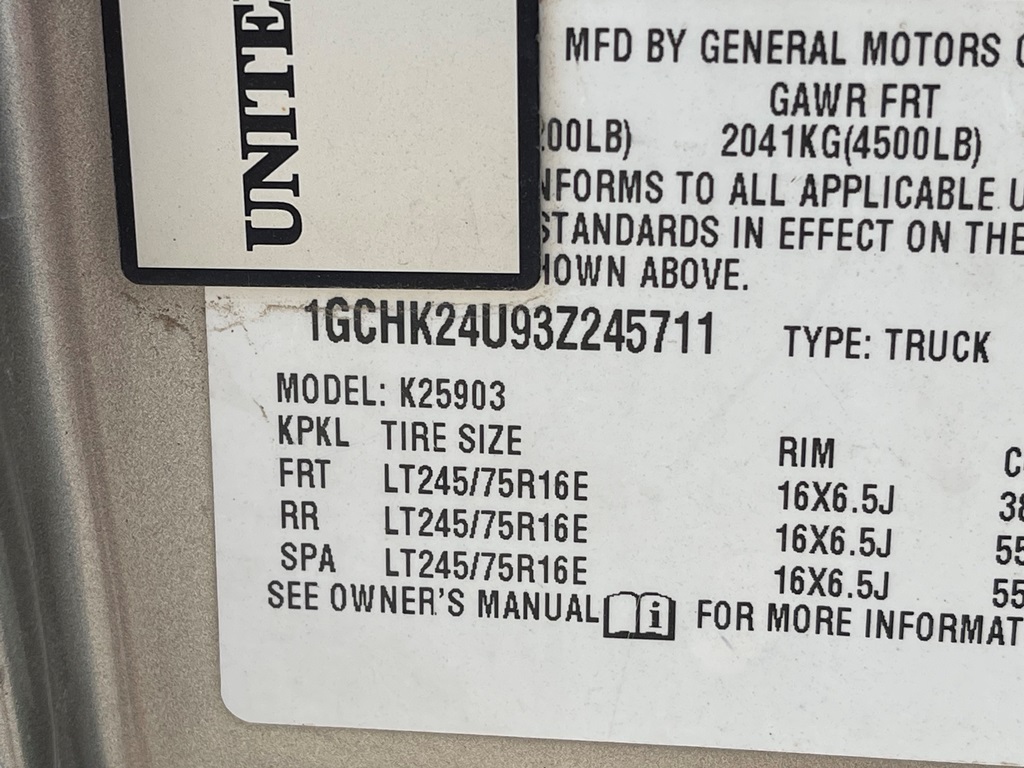 UNITE
MFD BY GENERAL MOTORS
GAWR FRT
00LB) 2041KG(4500LB)
NFORMS TO ALL APPLICABLE U
STANDARDS IN EFFECT ON THE
HOWN ABOVE.
1GCHK24U93Z245711 TYPE: TRUCK
MODEL: K25903
KPKL TIRE SIZE RIM C
FRT LT245/75R16E 16X6.5J 38
RR LT245/75R16E 16X6.5J 55
SPA LT245/75R16E 16X6.5J 55
SEE OWNER'S MANUAL i FOR MORE INFORMAT